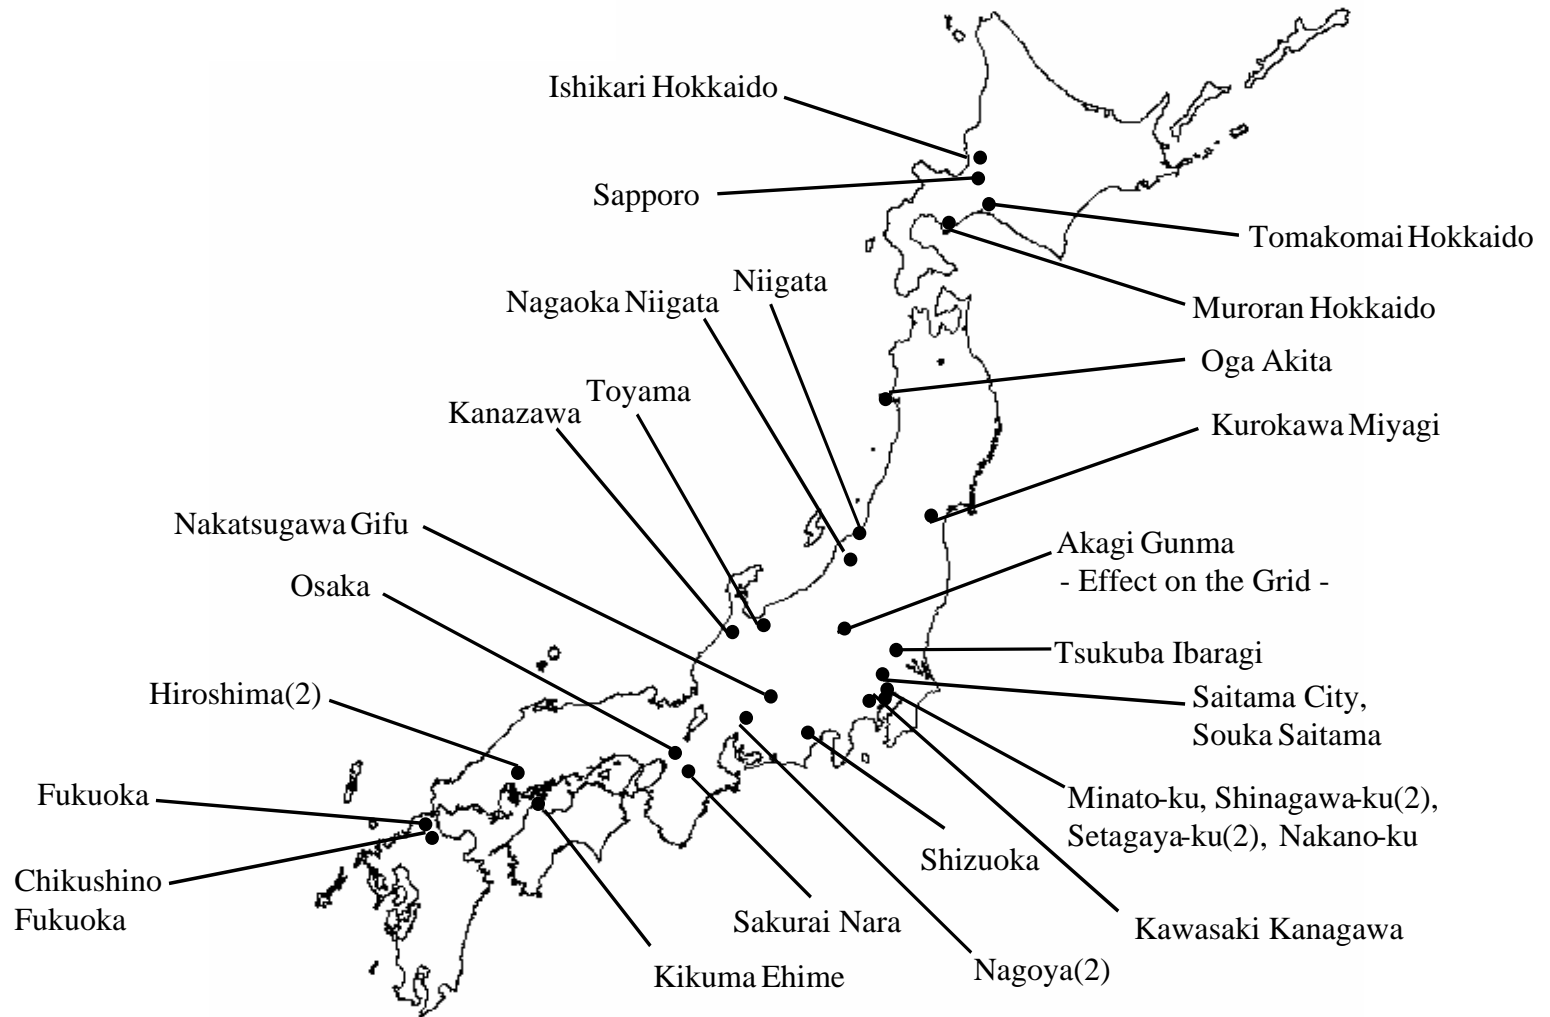 Ishikari Hokkaido
Sapporo
Tomakomai Hokkaido
Niigata
Nagaoka Niigata
Muroran Hokkaido
Oga Akita
Toyama
Kanazawa
Kurokawa Miyagi
Nakatsugawa Gifu
Akagi Gunma
- Effect on the Grid -
Osaka
Tsukuba Ibaragi
Hiroshima(2)
Saitama City,
Souka Saitama
Fukuoka
Minato-ku, Shinagawa-ku(2),
Setagaya-ku(2), Nakano-ku
Shizuoka
Chikushino
Fukuoka
Sakurai Nara
Kawasaki Kanagawa
Kikuma Ehime
Nagoya(2)